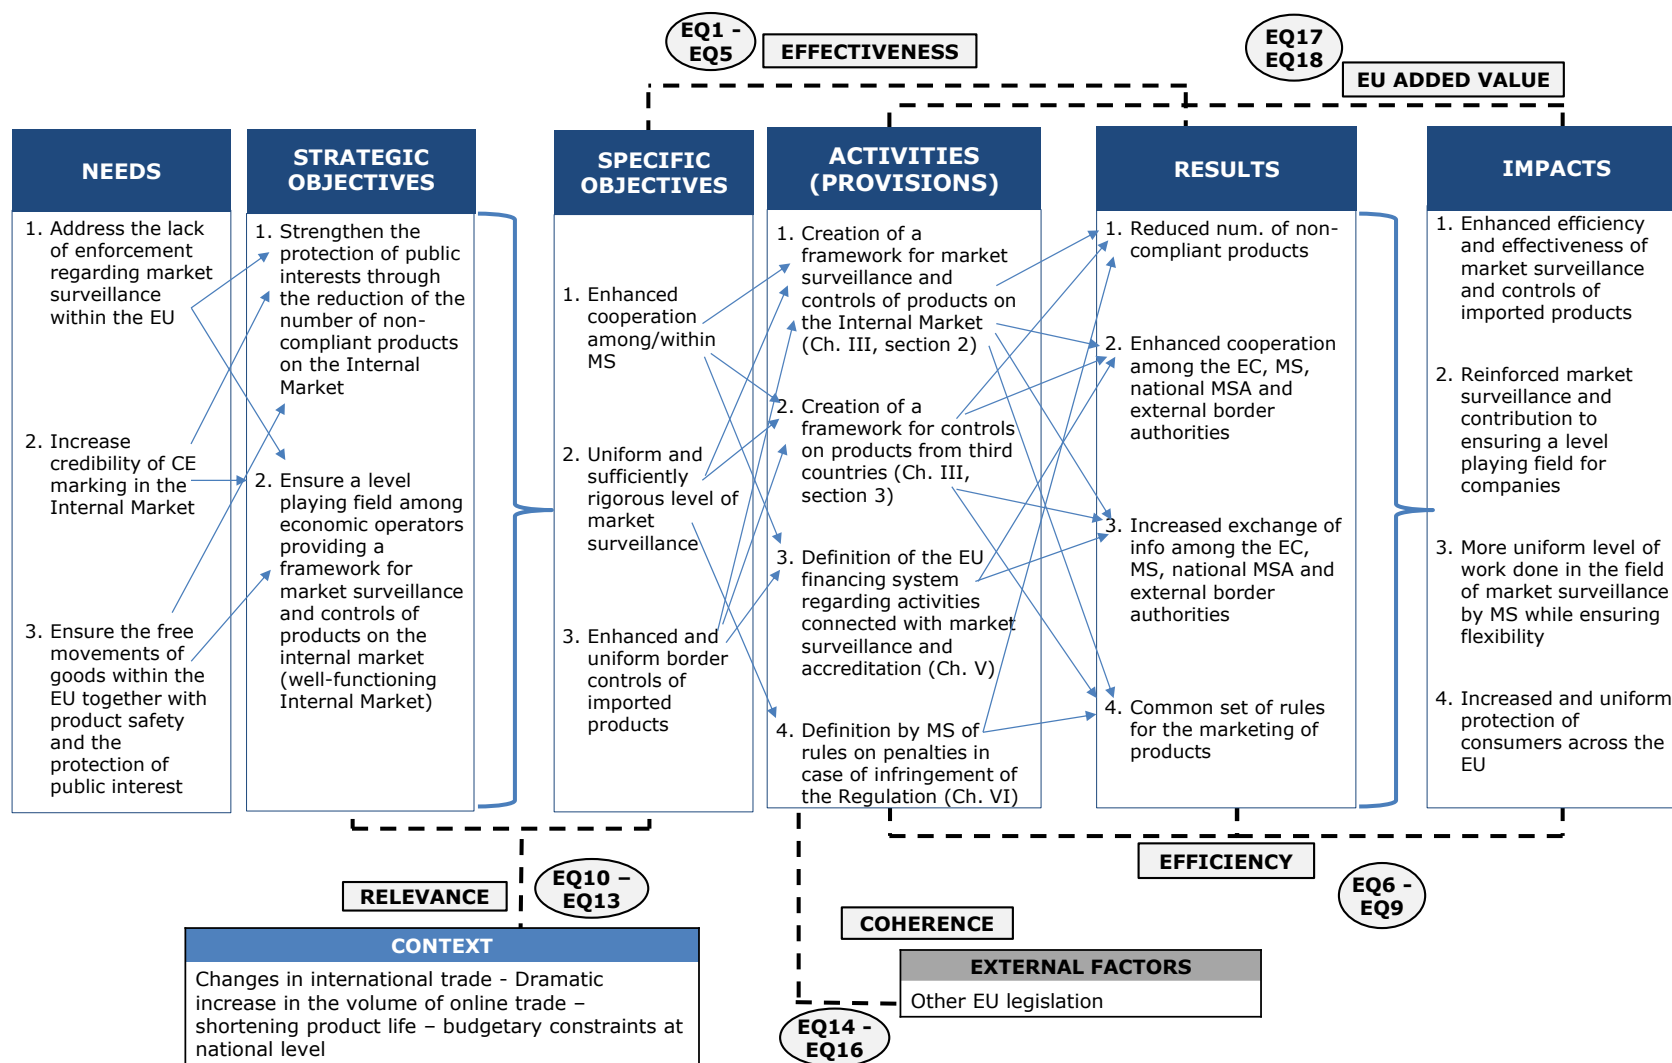 EQ1 -
EQ5
EFFECTIVENESS
EQ17
EQ18
EU ADDED VALUE
NEEDS
1. Address the lack
of enforcement
regarding market
surveillance
within the EU
2. Increase
credibility of CE
marking in the
Internal Market
3. Ensure the free
movements of
goods within the
EU together with
product safety
and the
protection of
public interest
STRATEGIC
OBJECTIVES
1. Strengthen the
protection of public
interests through
the reduction of the
number of non-
compliant products
on the Internal
Market
2. Ensure a level
playing field among
economic operators
providing a
framework for
market surveillance
and controls of
products on the
internal market
(well-functioning
Internal Market)
SPECIFIC
OBJECTIVES
1. Enhanced
cooperation
among/within
MS
2. Uniform and
sufficiently
rigorous level of
market
surveillance
3. Enhanced and
uniform border
controls of
imported
products
ACTIVITIES
(PROVISIONS)
1. Creation of a
framework for market
surveillance and
controls of products on
the Internal Market
(Ch. III, section 2)
2. Creation of a
framework for controls
on products from third
countries (Ch. III,
section 3)
3. Definition of the EU
financing system
regarding activities
connected with market
surveillance and
accreditation (Ch. V)
4. Definition by MS of
rules on penalties in
case of infringement of
the Regulation (Ch. VI)
RESULTS
1. Reduced num. of non-
compliant products
2. Enhanced cooperation
among the EC, MS,
national MSA and
external border
authorities
3. Increased exchange of
info among the EC,
MS, national MSA and
external border
authorities
4. Common set of rules
for the marketing of
products
IMPACTS
1. Enhanced efficiency
and effectiveness of
market surveillance
and controls of
imported products
2. Reinforced market
surveillance and
contribution to
ensuring a level
playing field for
companies
3. More uniform level of
work done in the field
of market surveillance
by MS while ensuring
flexibility
4. Increased and uniform
protection of
consumers across the
EU
RELEVANCE
EQ10 –
EQ13
EFFICIENCY
EQ6 -
EQ9
COHERENCE
EQ14 -
EQ16
CONTEXT
Changes in international trade - Dramatic
increase in the volume of online trade –
shortening product life – budgetary constraints at
national level
EXTERNAL FACTORS
Other EU legislation